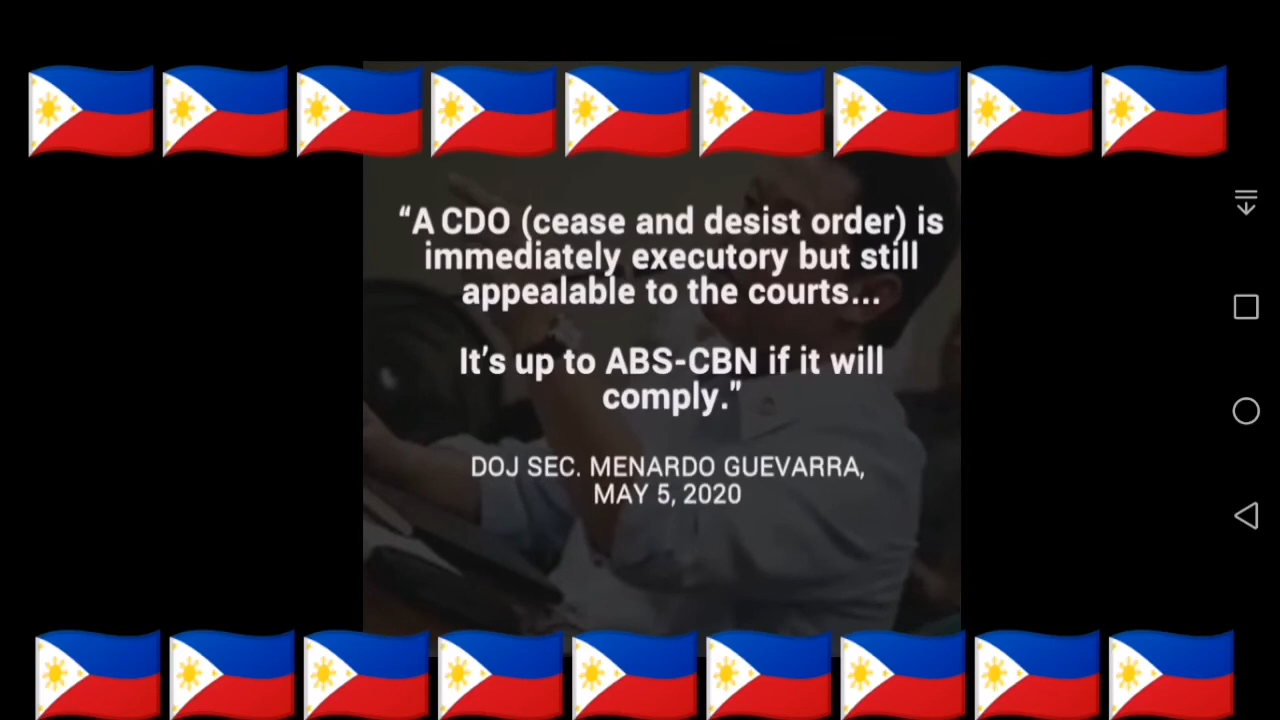 “A CDO (cease and desist order) is
immediately executory but still
appealable to the courts...
It's up to ABS-CBN if it will
comply.”
DOJ SEC. MENARDO GUEVARRA,
MAY 5, 2020